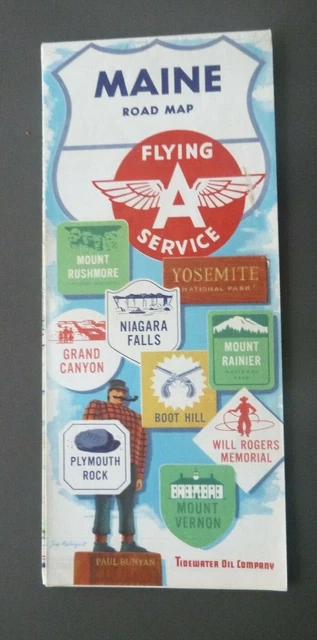 MAINE
ROAD MAP
FLYING
A
SERVICE
MOUNT
RUSHMORE
YOSEMITE
NATIONAL PARK
NIAGARA
FALLS
GRAND
CANYON
MOUNT
RAINIER
BOOT HILL
WILL ROGERS
MEMORIAL
PLYMOUTH
ROCK
MOUNT
VERNON
PAUL BUNYAN
TIDEWATER OIL COMPANY